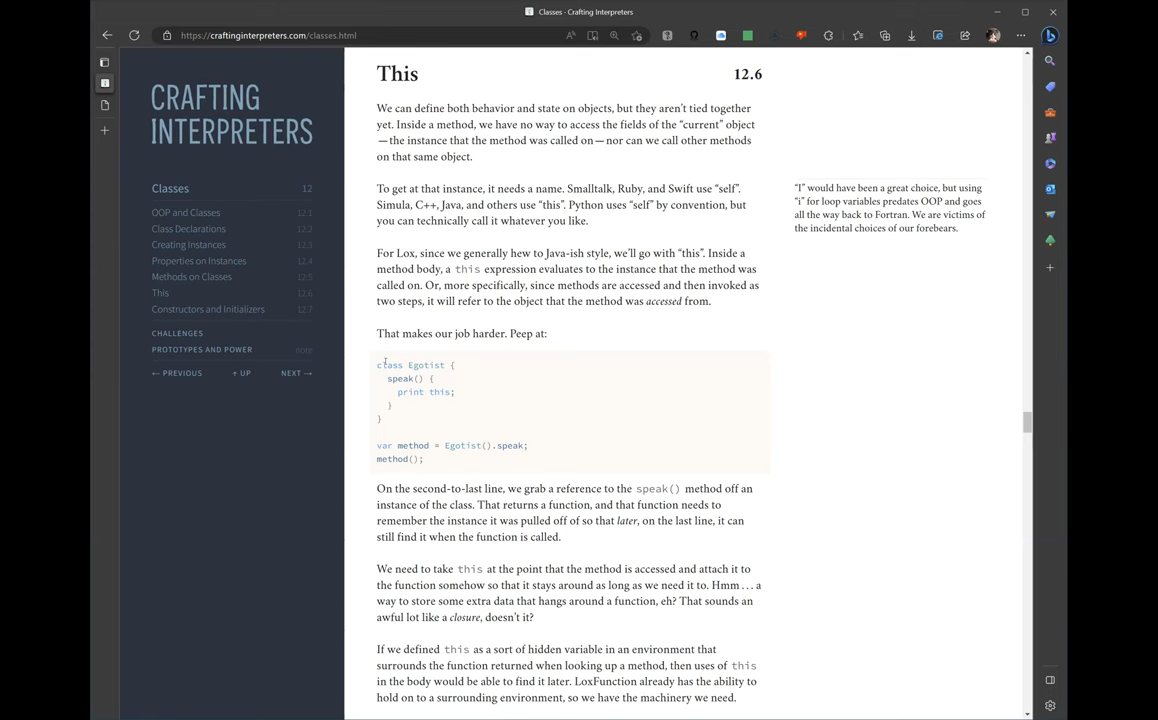 Classes - Crafting Interpreters
https://craftinginterpreters.com/classes.html
CRAFTING
INTERPRETERS
Classes 12
OOP and Classes 12.1
Class Declarations 12.2
Creating Instances 12.3
Properties on Instances 12.4
Methods on Classes 12.5
This 12.6
Constructors and Initializers 12.7
CHALLENGES
PROTOTYPES AND POWER note
← PREVIOUS ↑ UP NEXT →
This 12.6
We can define both behavior and state on objects, but they aren’t tied together
yet. Inside a method, we have no way to access the fields of the “current” object
—the instance that the method was called on—nor can we call other methods
on that same object.
To get at that instance, it needs a name. Smalltalk, Ruby, and Swift use “self”.
Simula, C++, Java, and others use “this”. Python uses “self” by convention, but
you can technically call it whatever you like.
“I” would have been a great choice, but using
“i” for loop variables predates OOP and goes
all the way back to Fortran. We are victims of
the incidental choices of our forebears.
For Lox, since we generally hew to Java-ish style, we’ll go with “this”. Inside a
method body, a this expression evaluates to the instance that the method was
called on. Or, more specifically, since methods are accessed and then invoked as
two steps, it will refer to the object that the method was accessed from.
That makes our job harder. Peep at:
class Egotist {
speak() {
print this;
}
}
var method = Egotist().speak;
method();
On the second-to-last line, we grab a reference to the speak() method off an
instance of the class. That returns a function, and that function needs to
remember the instance it was pulled off of so that later, on the last line, it can
still find it when the function is called.
We need to take this at the point that the method is accessed and attach it to
the function somehow so that it stays around as long as we need it to. Hmm . . . a
way to store some extra data that hangs around a function, eh? That sounds an
awful lot like a closure, doesn’t it?
If we defined this as a sort of hidden variable in an environment that
surrounds the function returned when looking up a method, then uses of this
in the body would be able to find it later. LoxFunction already has the ability to
hold on to a surrounding environment, so we have the machinery we need.